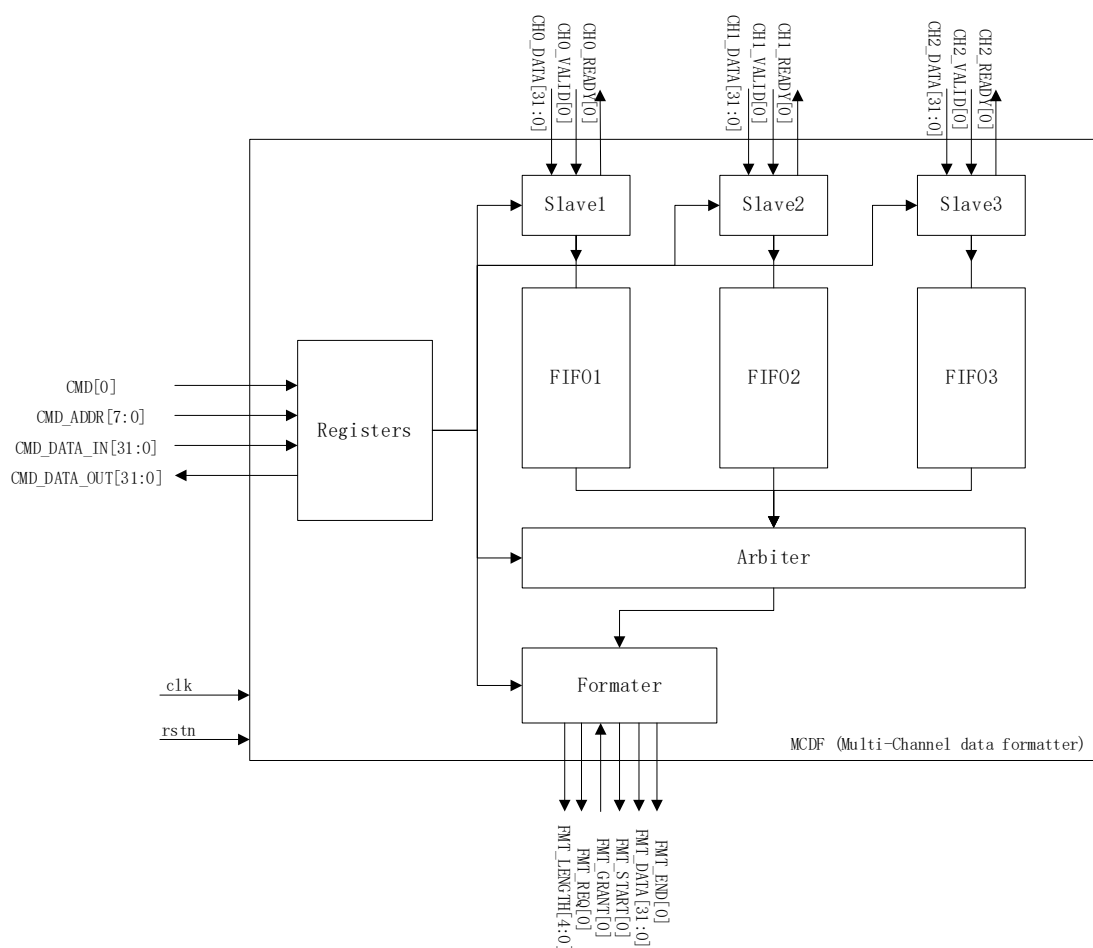 CH0_DATA[31:0]
CH0_VALID[0]
CH0_READY[0]
CH1_DATA[31:0]
CH1_VALID[0]
CH1_READY[0]
CH2_DATA[31:0]
CH2_VALID[0]
CH2_READY[0]
Slave1
Slave2
Slave3
FIFO1
FIFO2
FIFO3
CMD[0]
CMD_ADDR[7:0]
CMD_DATA_IN[31:0]
CMD_DATA_OUT[31:0]
Registers
Arbiter
Formater
clk
rstn
MCDF (Multi-Channel data formatter)
FMT_LENGTH[4:0]
FMT_REQ[0]
FMT_GRANT[0]
FMT_START[0]
FMT_DATA[31:0]
FMT_END[0]